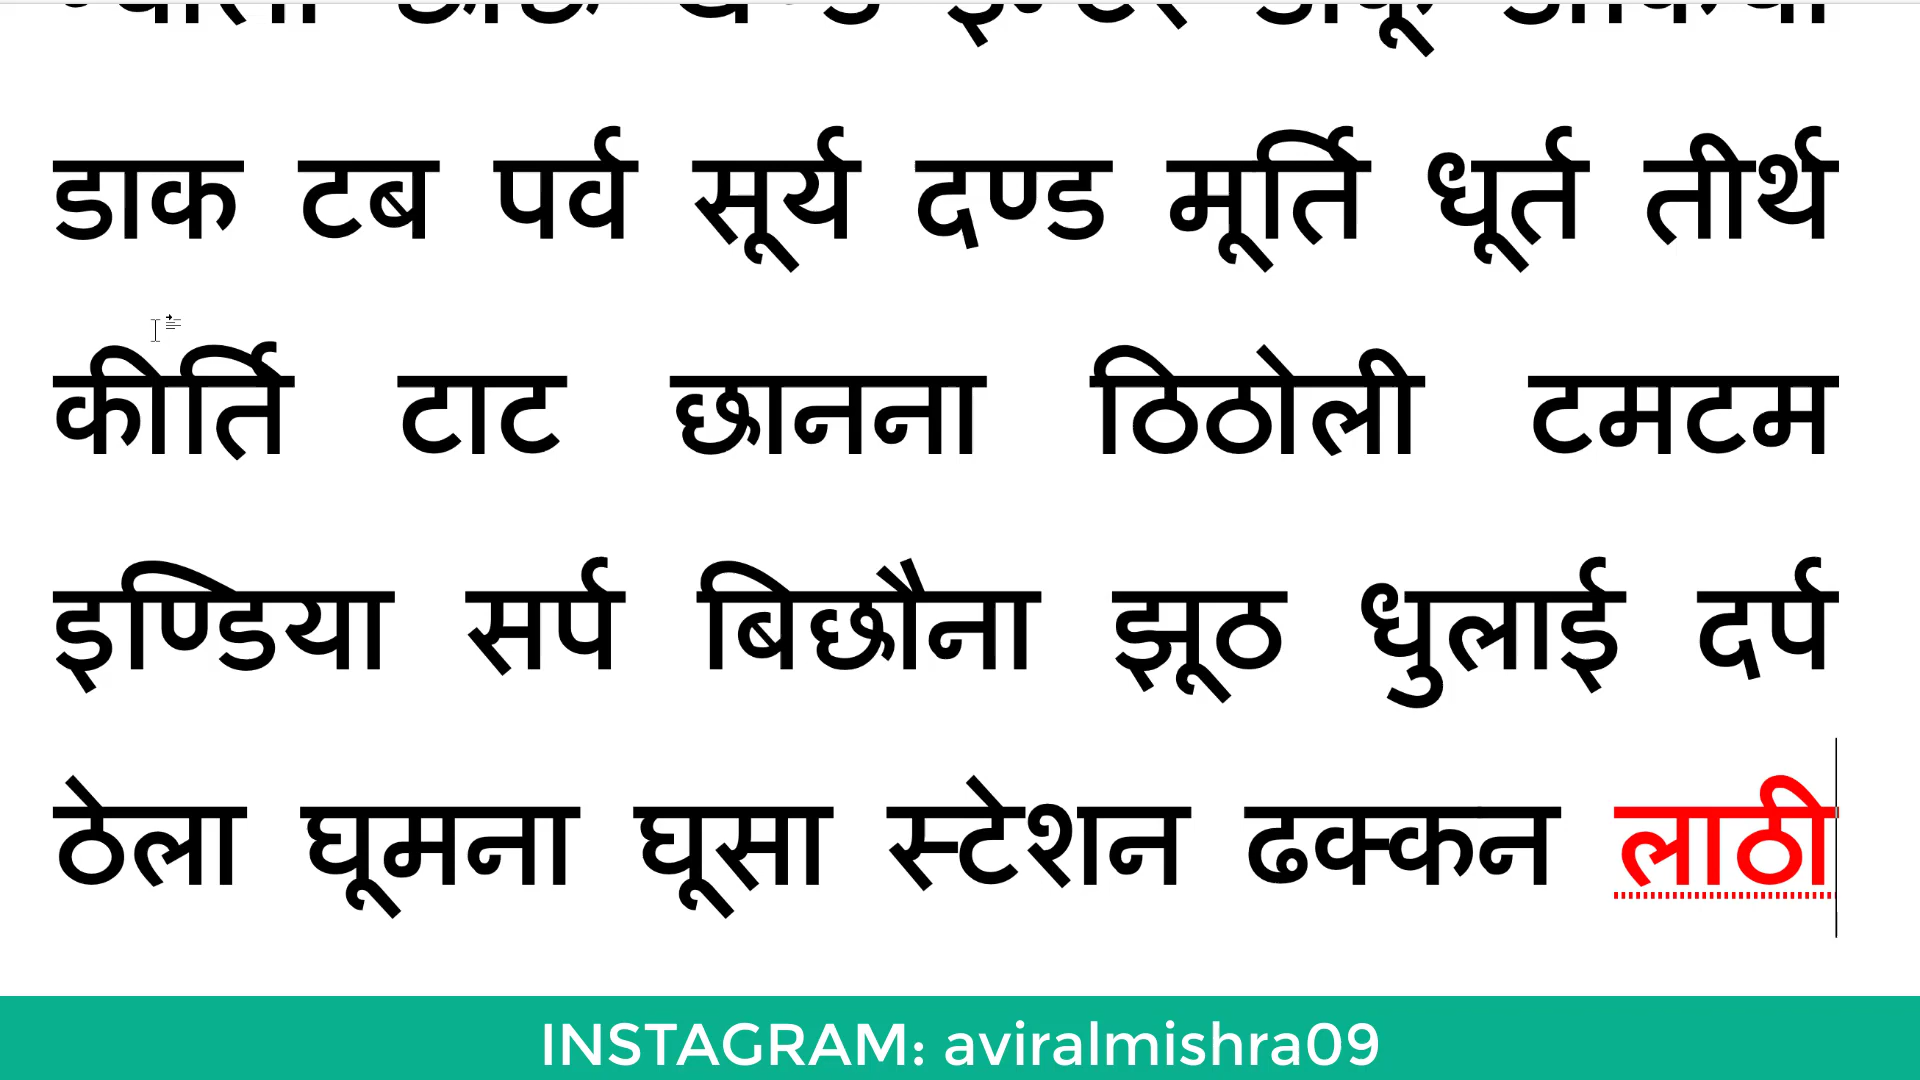 डाक टब पर्व सूर्य दण्ड मूर्ति धूर्त तीर्थ
कीर्ति टाट छानना ठिठोली टमटम
इण्डिया सर्प बिछौना झूठ धुलाई दर्प
ठेला घूमना घूसा स्टेशन ढक्कन लाठी
INSTAGRAM: aviralmishra09